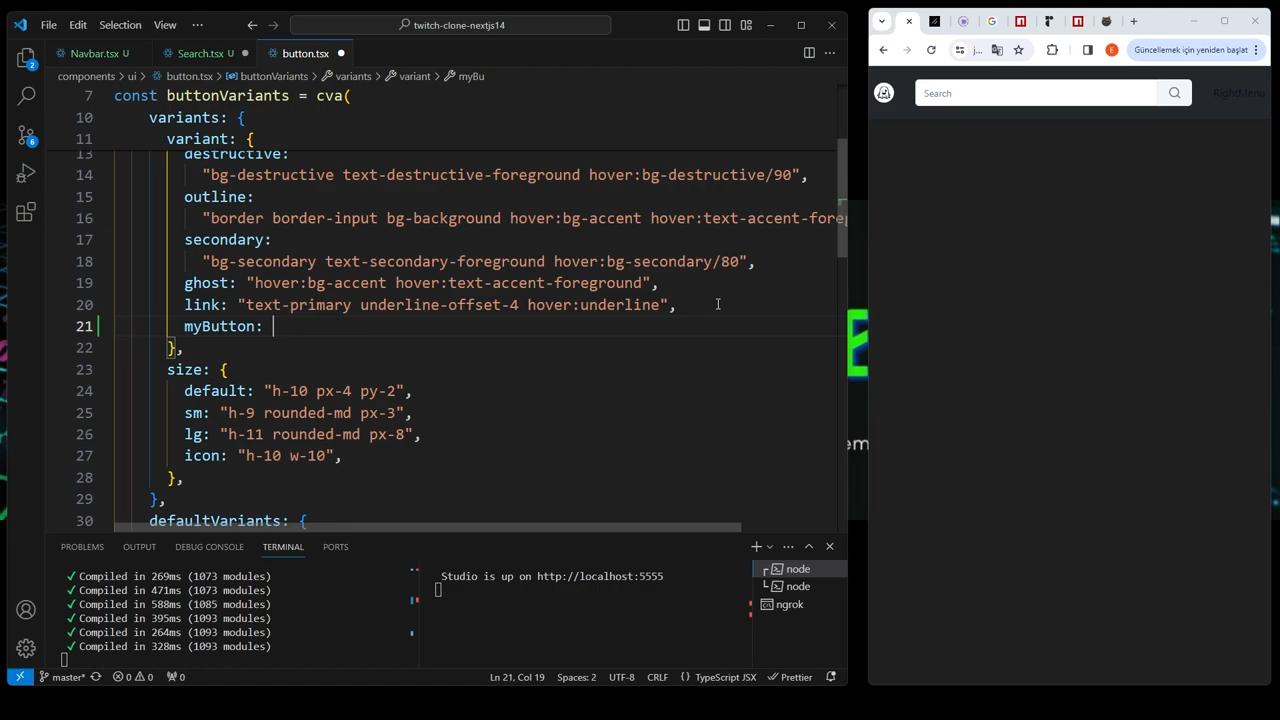 File Edit Selection View ··· twitch-clone-nextjs14
Navbar.tsx Search.tsx button.tsx
components > ui > button.tsx > buttonVariants > variants > variant > myBu
7 const buttonVariants = cva(
10 variants: {
11 variant: {
13 destructive:
14 "bg-destructive text-destructive-foreground hover:bg-destructive/90",
15 outline:
16 "border border-input bg-background hover:bg-accent hover:text-accent-foreg
17 secondary:
18 "bg-secondary text-secondary-foreground hover:bg-secondary/80",
19 ghost: "hover:bg-accent hover:text-accent-foreground",
20 link: "text-primary underline-offset-4 hover:underline",
21 myButton:
22 },
23 size: {
24 default: "h-10 px-4 py-2",
25 sm: "h-9 rounded-md px-3",
26 lg: "h-11 rounded-md px-8",
27 icon: "h-10 w-10",
28 },
29 },
30 defaultVariants: {
PROBLEMS OUTPUT DEBUG CONSOLE TERMINAL PORTS
✓ Compiled in 269ms (1073 modules)
✓ Compiled in 471ms (1073 modules)
✓ Compiled in 588ms (1085 modules)
✓ Compiled in 395ms (1093 modules)
✓ Compiled in 264ms (1093 modules)
✓ Compiled in 328ms (1093 modules)
Studio is up on http://localhost:5555
node
node
ngrok
master* 0 0 0 Ln 21, Col 19 Spaces: 2 UTF-8 CRLF {} TypeScript JSX Prettier
2
6
j... E Güncellemek için yeniden başlat
Search RightMenu
em